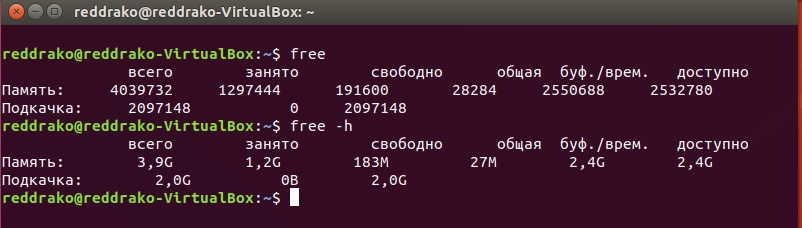 reddrako@reddrako-VirtualBox: ~
reddrako@reddrako-VirtualBox:~$ free
всего занято свободно общая буф./врем. доступно
Память: 4039732 1297444 191600 28284 2550688 2532780
Подкачка: 2097148 0 2097148
reddrako@reddrako-VirtualBox:~$ free -h
всего занято свободно общая буф./врем. доступно
Память: 3,9G 1,2G 183M 27M 2,4G 2,4G
Подкачка: 2,0G 0B 2,0G
reddrako@reddrako-VirtualBox:~$